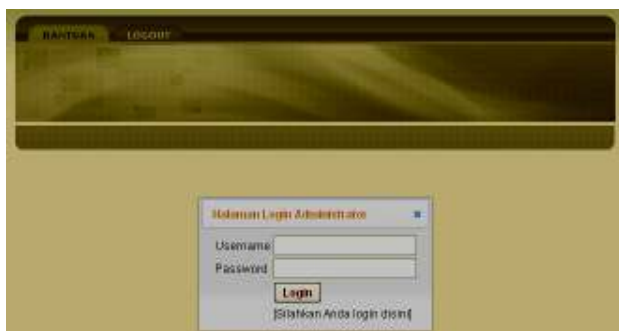 BANTUAN LOGOUT
Halaman Login Administrator
Username
Password
Login
[Silahkan Anda login disini]